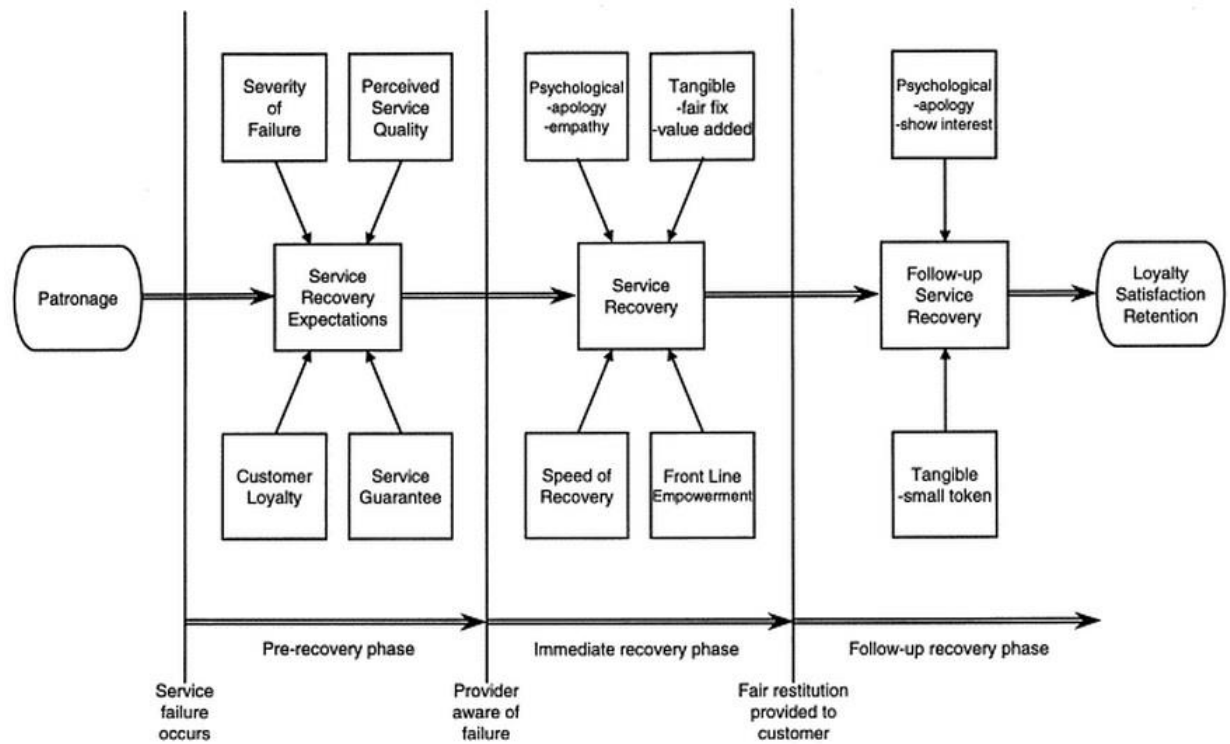 Severity
of
Failure
Perceived
Service
Quality
Psychological
-apology
-empathy
Tangible
-fair fix
-value added
Psychological
-apology
-show interest
Patronage
Service
Recovery
Expectations
Service
Recovery
Follow-up
Service
Recovery
Loyalty
Satisfaction
Retention
Customer
Loyalty
Service
Guarantee
Speed of
Recovery
Front Line
Empowerment
Tangible
-small token
Pre-recovery phase
Immediate recovery phase
Follow-up recovery phase
Service
failure
occurs
Provider
aware of
failure
Fair restitution
provided to
customer